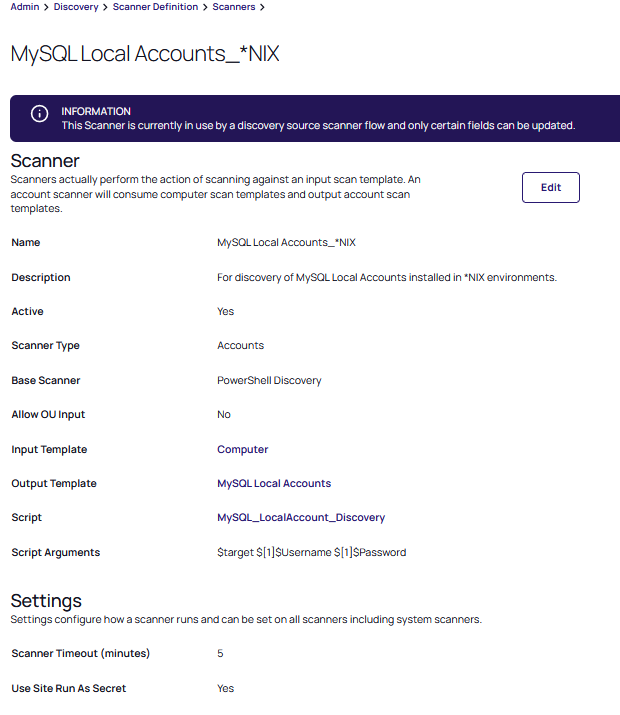 Admin > Discovery > Scanner Definition > Scanners >
MySQL Local Accounts_*NIX
INFORMATION
This Scanner is currently in use by a discovery source scanner flow and only certain fields can be updated.
Scanner
Scanners actually perform the action of scanning against an input scan template. An
account scanner will consume computer scan templates and output account scan
templates.
Edit
Name MySQL Local Accounts_*NIX
Description For discovery of MySQL Local Accounts installed in *NIX environments.
Active Yes
Scanner Type Accounts
Base Scanner PowerShell Discovery
Allow OU Input No
Input Template Computer
Output Template MySQL Local Accounts
Script MySQL_LocalAccount_Discovery
Script Arguments $target $[1]$Username $[1]$Password
Settings
Settings configure how a scanner runs and can be set on all scanners including system scanners.
Scanner Timeout (minutes) 5
Use Site Run As Secret Yes